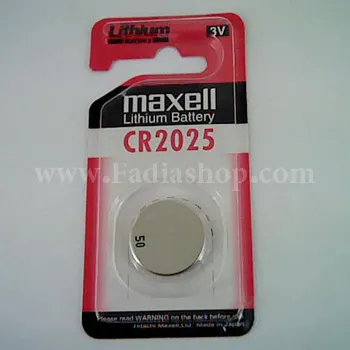 Lithium
Battery
3V
maxell
Lithium Battery
CR2025
www.Fadiashop.com
50
Please read WARNING on the back before
Hitachi Maxell,Ltd. Made in Japan